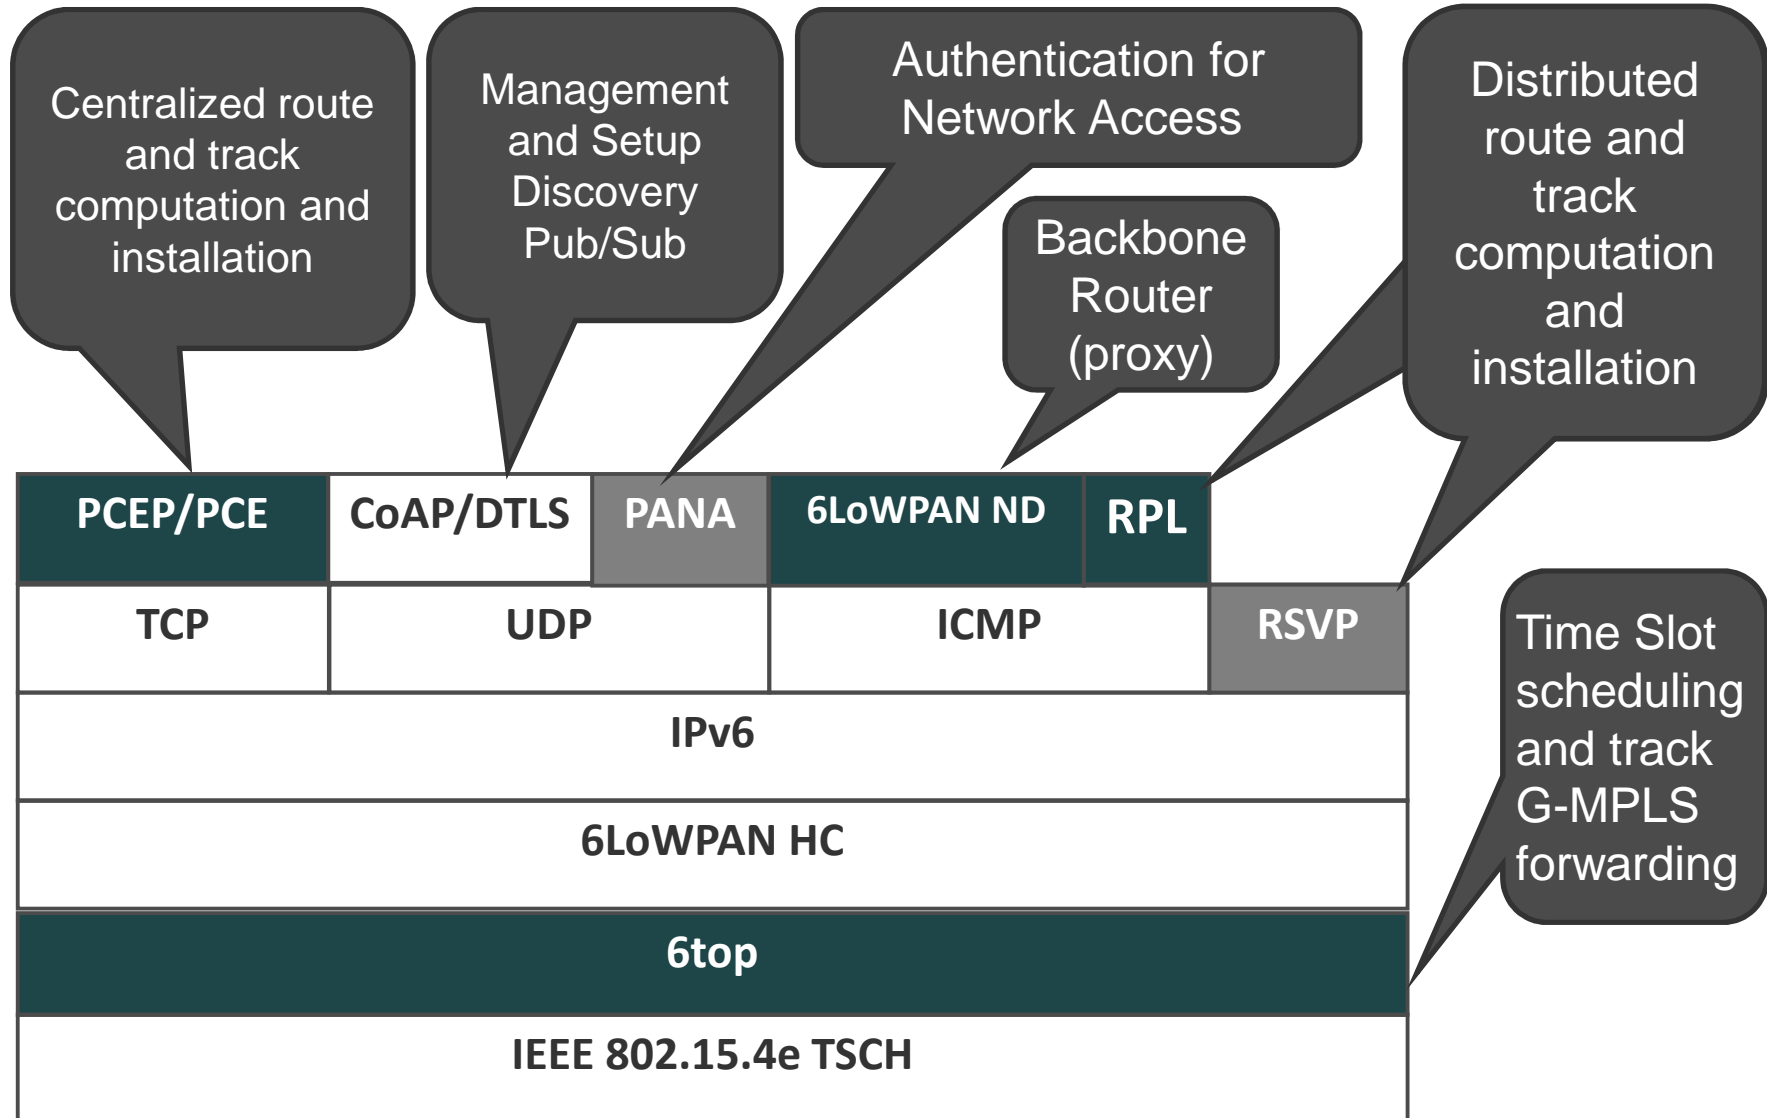 Centralized route
and track
computation and
installation
Management
and Setup
Discovery
Pub/Sub
Authentication for
Network Access
Backbone
Router
(proxy)
Distributed
route and
track
computation
and
installation
PCEP/PCE
CoAP/DTLS
PANA
6LoWPAN ND
RPL
TCP
UDP
ICMP
RSVP
Time Slot
scheduling
and track
G-MPLS
forwarding
IPv6
6LoWPAN HC
6top
IEEE 802.15.4e TSCH